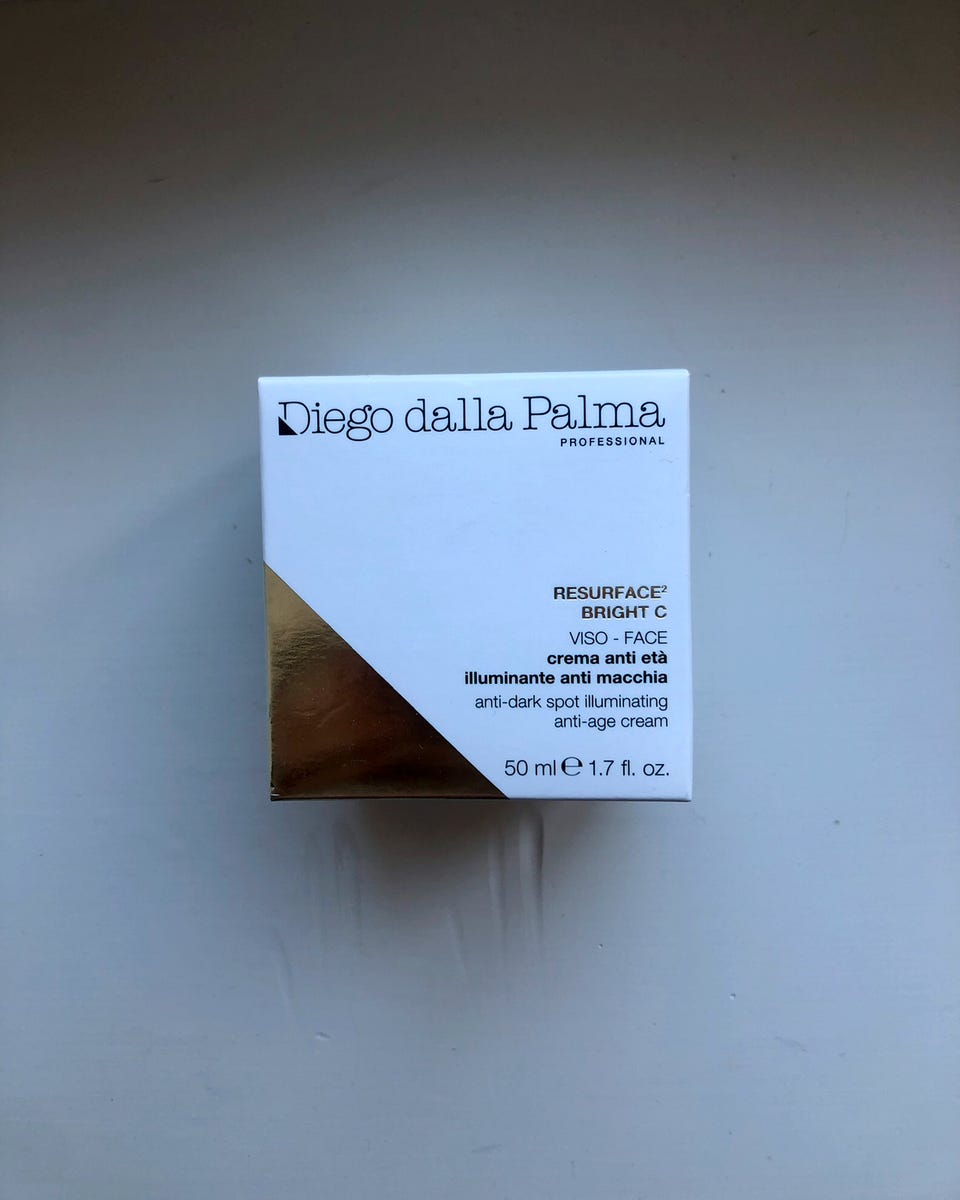 Diego dalla Palma
PROFESSIONAL
RESURFACE²
BRIGHT C
VISO - FACE
crema anti età
illuminante anti macchia
anti-dark spot illuminating
anti-age cream
50 ml ℮ 1.7 fl. oz.